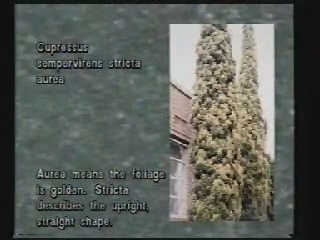 Cupressus
sempervirens stricta
aurea
Aurea means the foliage
is golden. Stricta
describes the upright,
straight shape.